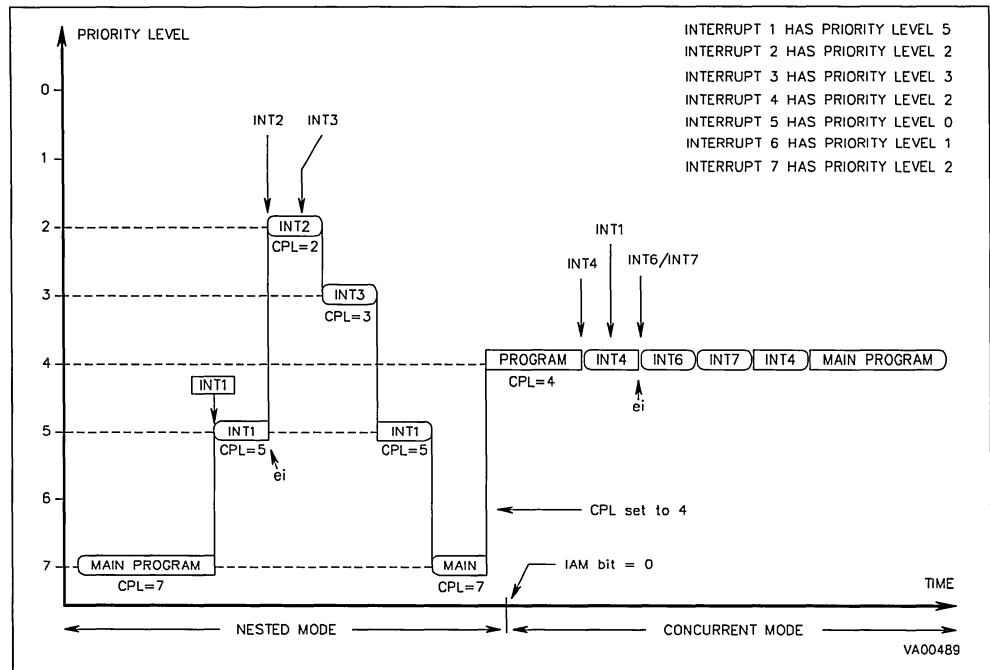 PRIORITY LEVEL
INTERRUPT 1 HAS PRIORITY LEVEL 5
INTERRUPT 2 HAS PRIORITY LEVEL 2
INTERRUPT 3 HAS PRIORITY LEVEL 3
INTERRUPT 4 HAS PRIORITY LEVEL 2
INTERRUPT 5 HAS PRIORITY LEVEL 0
INTERRUPT 6 HAS PRIORITY LEVEL 1
INTERRUPT 7 HAS PRIORITY LEVEL 2
0
INT2 INT3
1
2
INT2
CPL=2
INT1
INT4
INT6/INT7
3
INT3
CPL=3
4
PROGRAM INT4 INT6 INT7 INT4 MAIN PROGRAM
CPL=4
ei
INT1
5
INT1
CPL=5
ei
INT1
CPL=5
6
CPL set to 4
7
MAIN PROGRAM
CPL=7
MAIN
CPL=7
IAM bit = 0
TIME
NESTED MODE
CONCURRENT MODE
VA00489